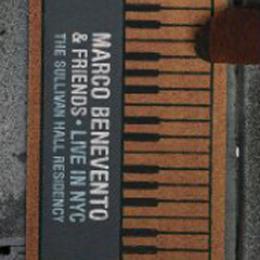 MARCO BENEVENTO
& FRIENDS • LIVE IN NYC
THE SULLIVAN HALL RESIDENCY